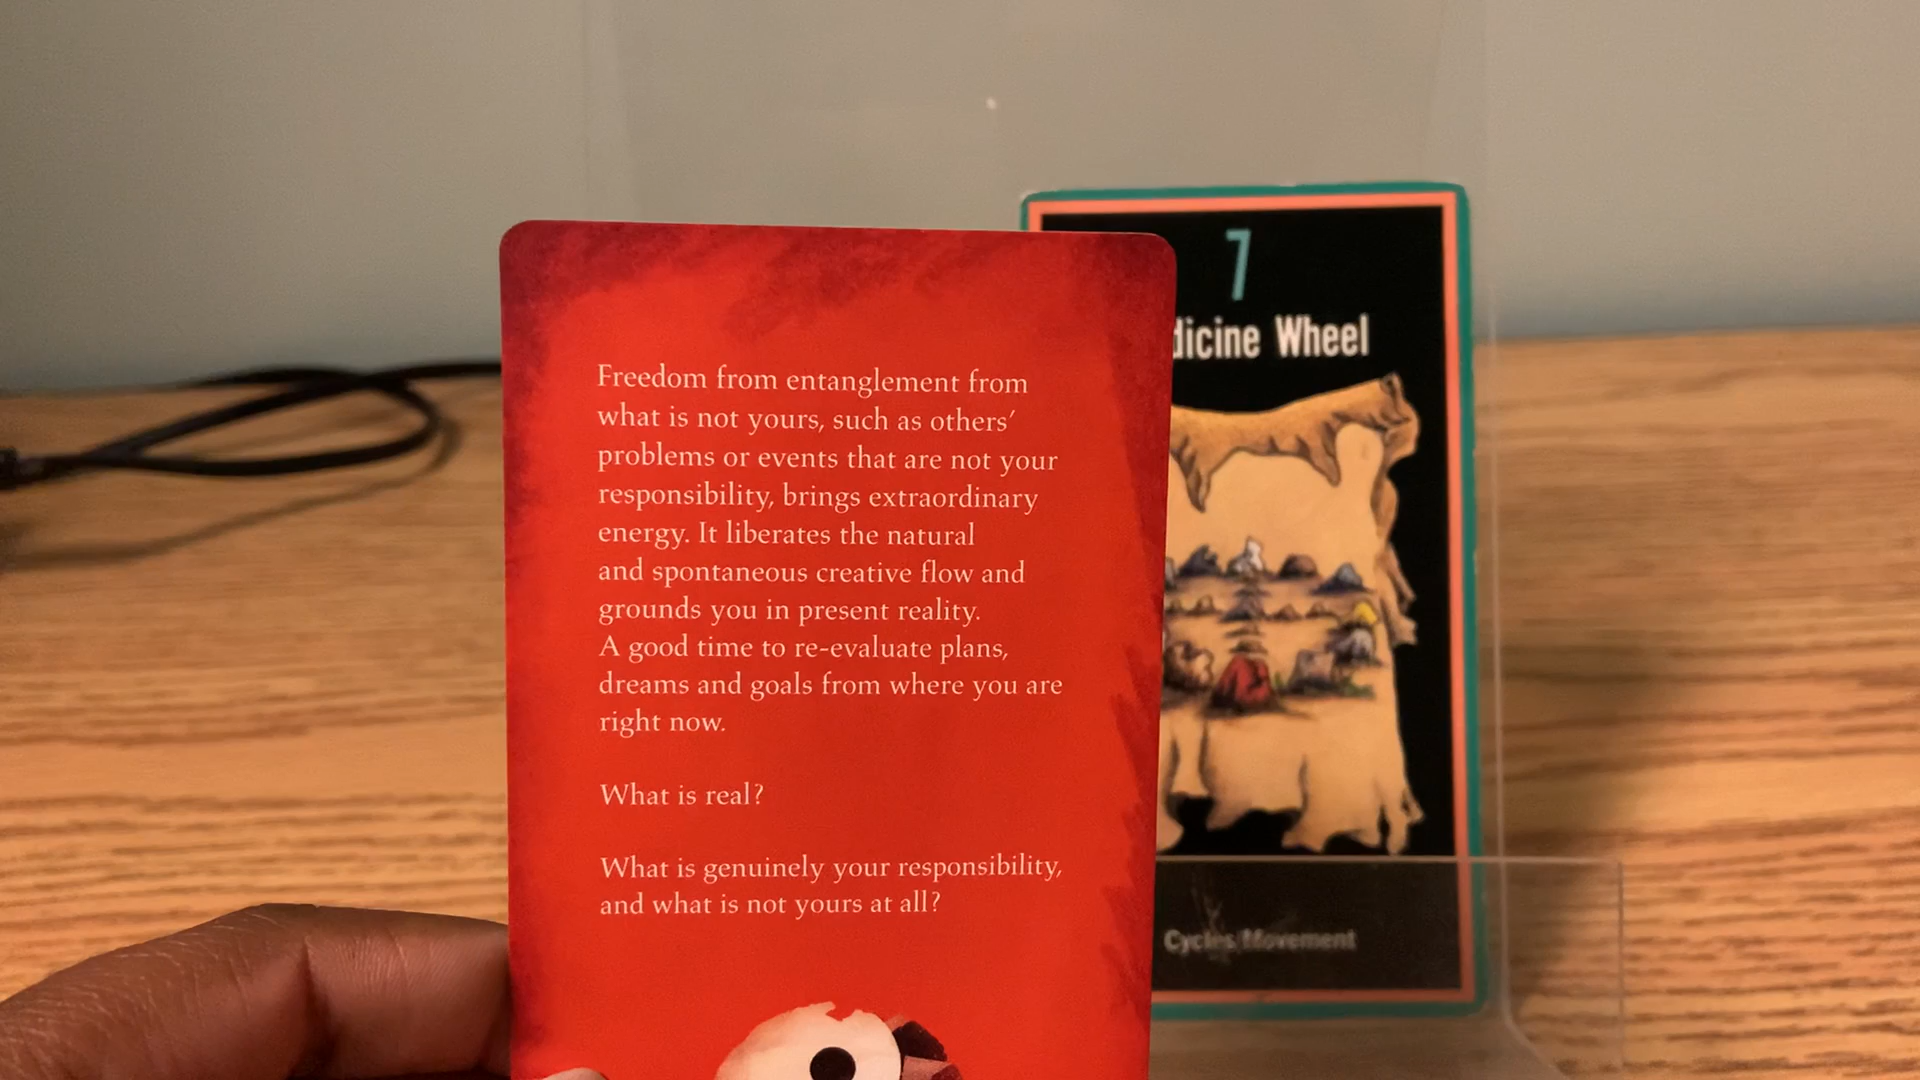 Freedom from entanglement from
what is not yours, such as others’
problems or events that are not your
responsibility, brings extraordinary
energy. It liberates the natural
and spontaneous creative flow and
grounds you in present reality.
A good time to re-evaluate plans,
dreams and goals from where you are
right now.
What is real?
What is genuinely your responsibility,
and what is not yours at all?
7
dicine Wheel
Cycles/Movement